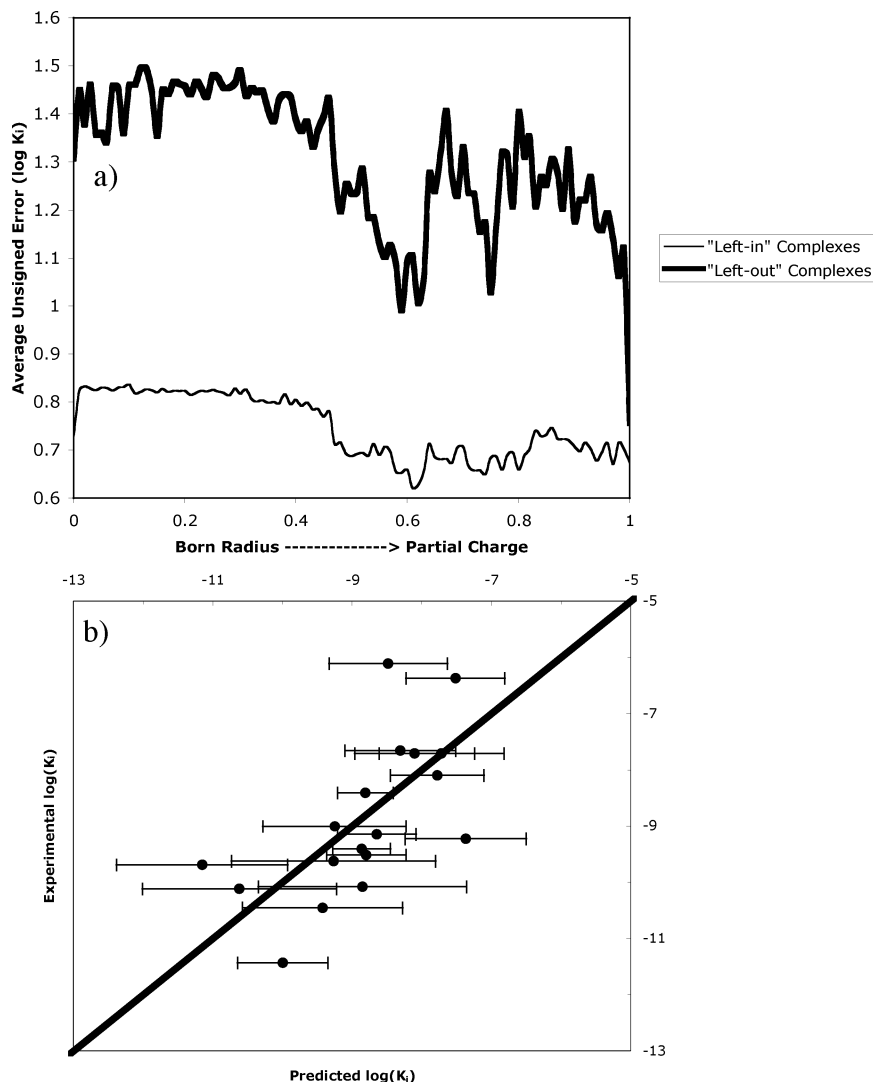 1.6
1.5
1.4
1.3
1.2
1.1
1
0.9
0.8
0.7
0.6
Average Unsigned Error (log Ki)
a)
"Left-in" Complexes
"Left-out" Complexes
0 0.2 0.4 0.6 0.8 1
Born Radius -------------> Partial Charge
-13 -11 -9 -7 -5
b)
-5
-7
-9
-11
-13
Experimental log(Ki)
Predicted log(Ki)